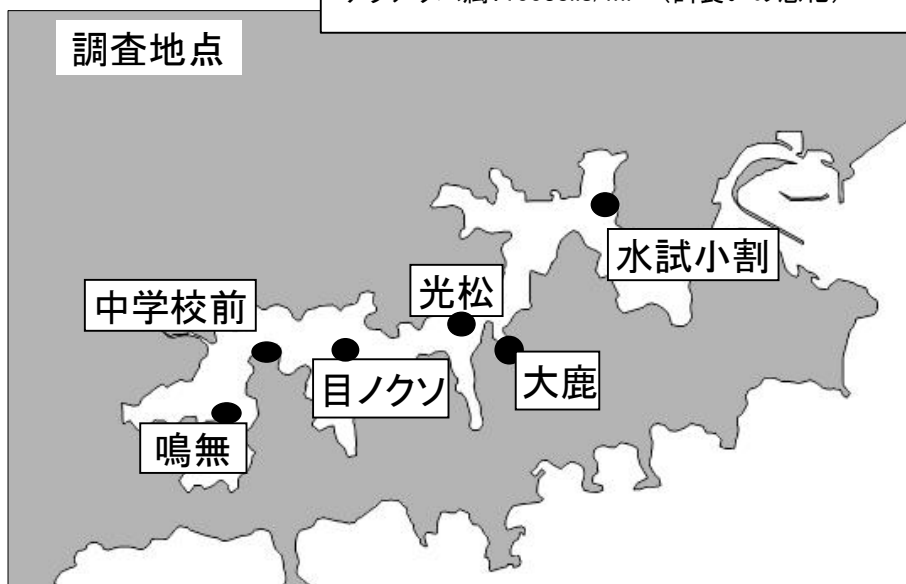 調査地点
水試小割
光松
中学校前
目ノクソ
大鹿
鳴無